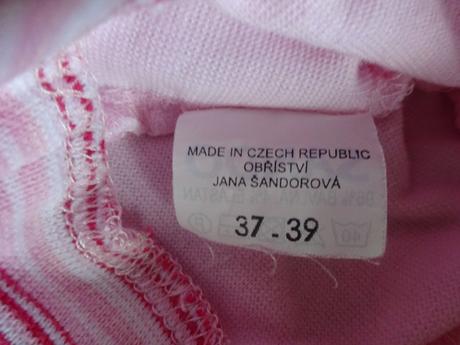 MADE IN CZECH REPUBLIC
OBŘÍSTVÍ
JANA ŠANDOROVÁ
37 - 39